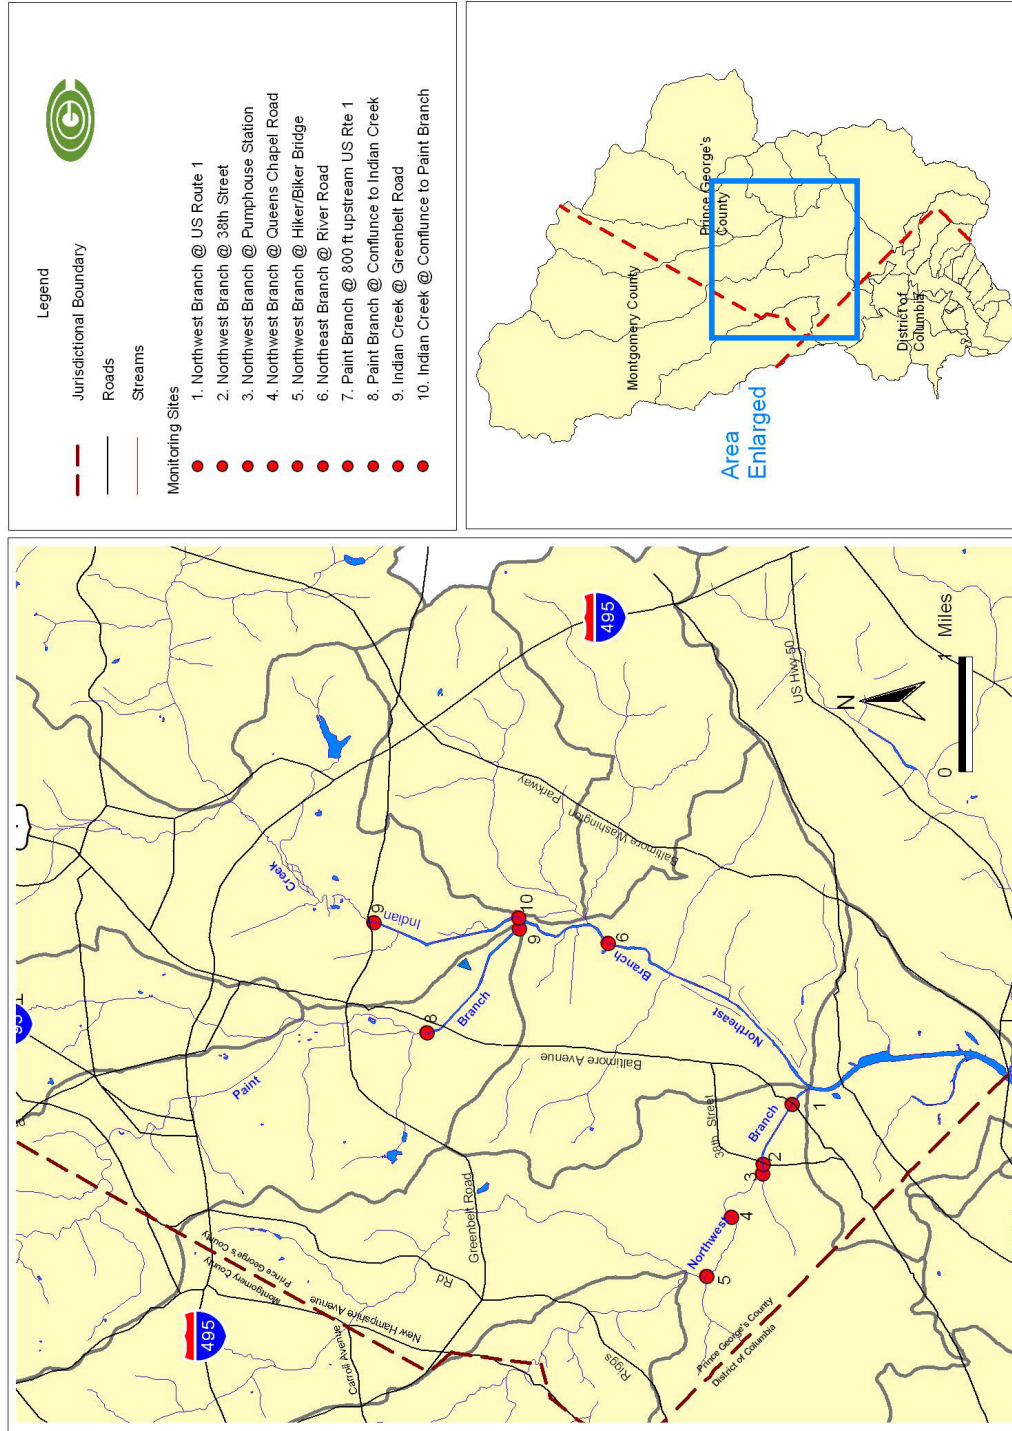 Legend
Jurisdictional Boundary
Roads
Streams
Monitoring Sites
1. Northwest Branch @ US Route 1
2. Northwest Branch @ 38th Street
3. Northwest Branch @ Pumphouse Station
4. Northwest Branch @ Queens Chapel Road
5. Northwest Branch @ Hiker/Biker Bridge
6. Northeast Branch @ River Road
7. Paint Branch @ 800 ft upstream US Rte 1
8. Paint Branch @ Conflunce to Indian Creek
9. Indian Creek @ Greenbelt Road
10. Indian Creek @ Conflunce to Paint Branch
Montgomery County
Prince George's
County
District of
Columbia
Area
Enlarged
495
Montgomery County
Prince George's County
New Hampshire Avenue
Carroll Avenue
Rd
Riggs
Greenbelt Road
Paint
Branch
8
Indian
Creek
9
9
10
6
Branch
Northeast
Baltimore Avenue
Baltimore Washington
Parkway
495
38th Street
Northwest
Branch
5
4
3
2
1
Prince George's County
District of Columbia
US Hwy 50
N
0
1
Miles